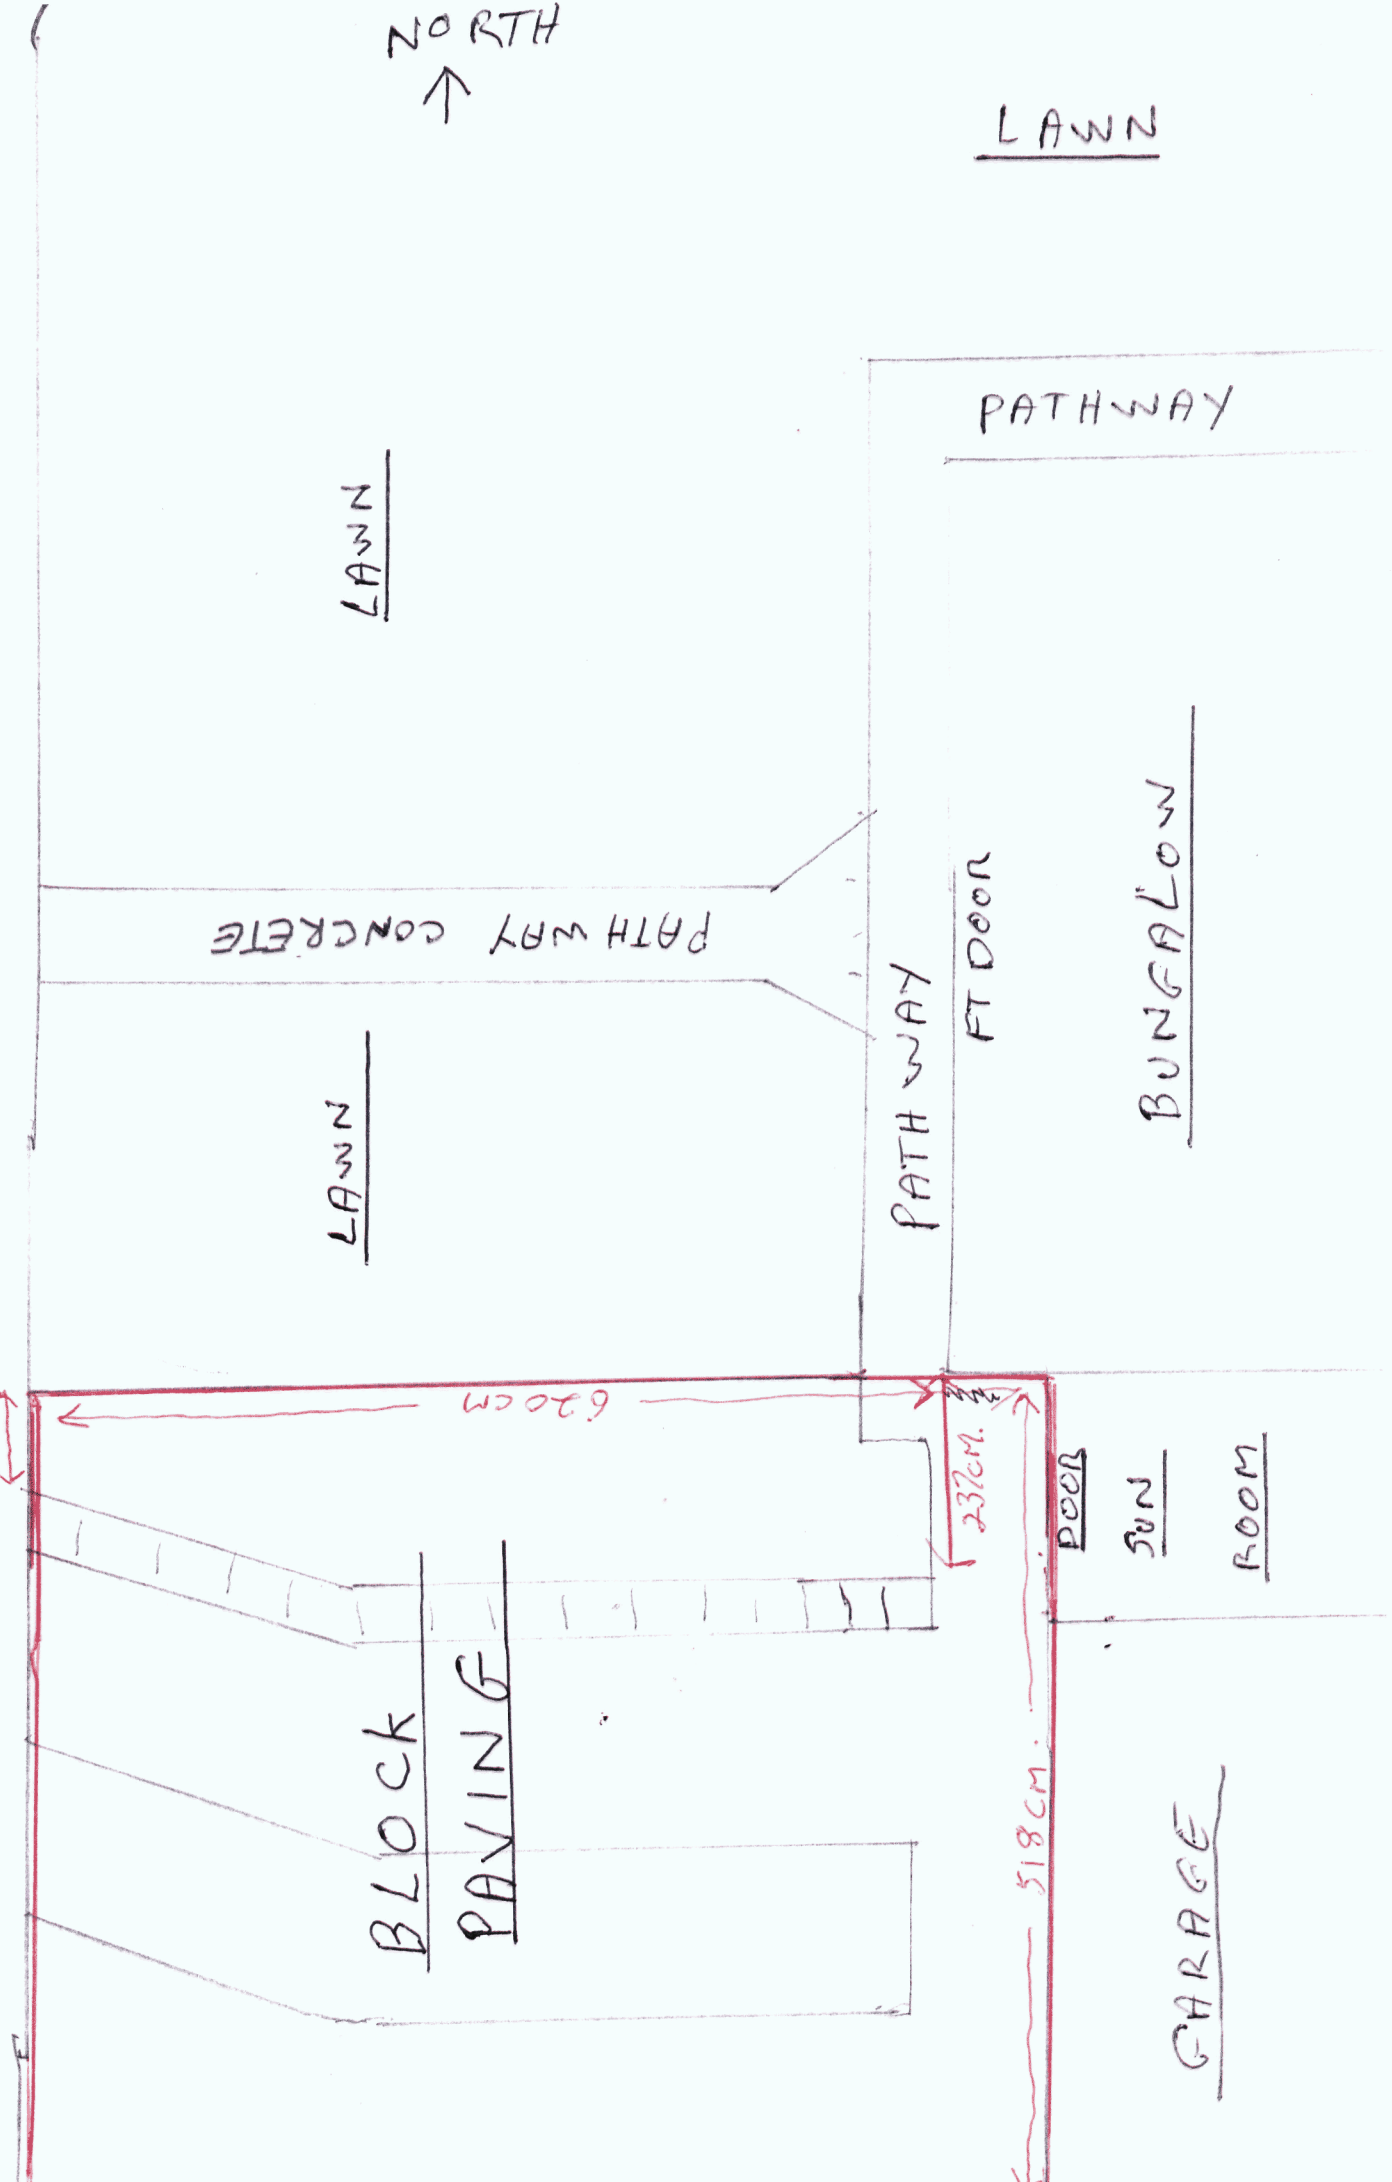 NORTH
LAWN
PATHWAY
LAWN
BUNGALOW
FT DOOR
PATHWAY CONCRETE
PATHWAY
LAWN
620CM
237CM.
DOOR
SUN
ROOM
BLOCK
PAVING
518CM.
GARAGE